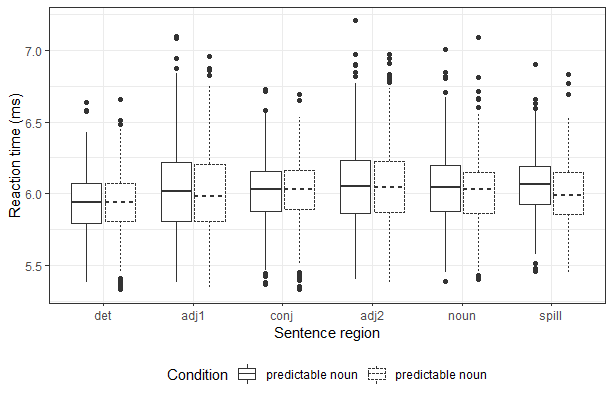 7.0
6.5
6.0
5.5
Reaction time (ms)
det adj1 conj adj2 noun spill
Sentence region
Condition predictable noun predictable noun